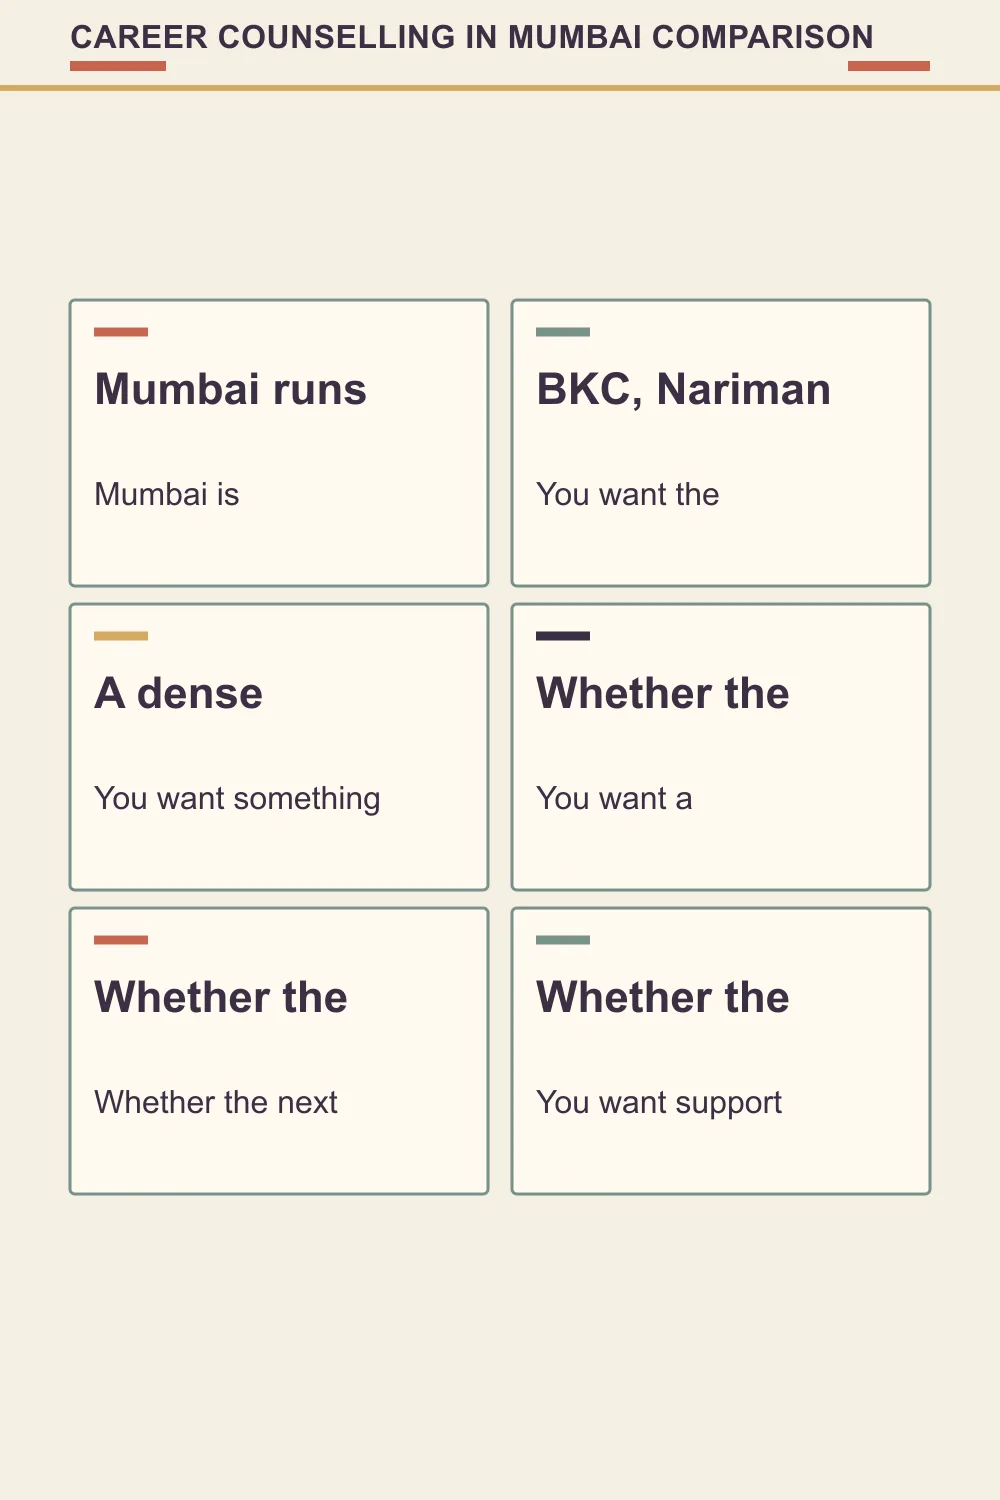 CAREER COUNSELLING IN MUMBAI COMPARISON
Mumbai runs
Mumbai is
BKC, Nariman
You want the
A dense
You want something
Whether the
You want a
Whether the
Whether the next
Whether the
You want support